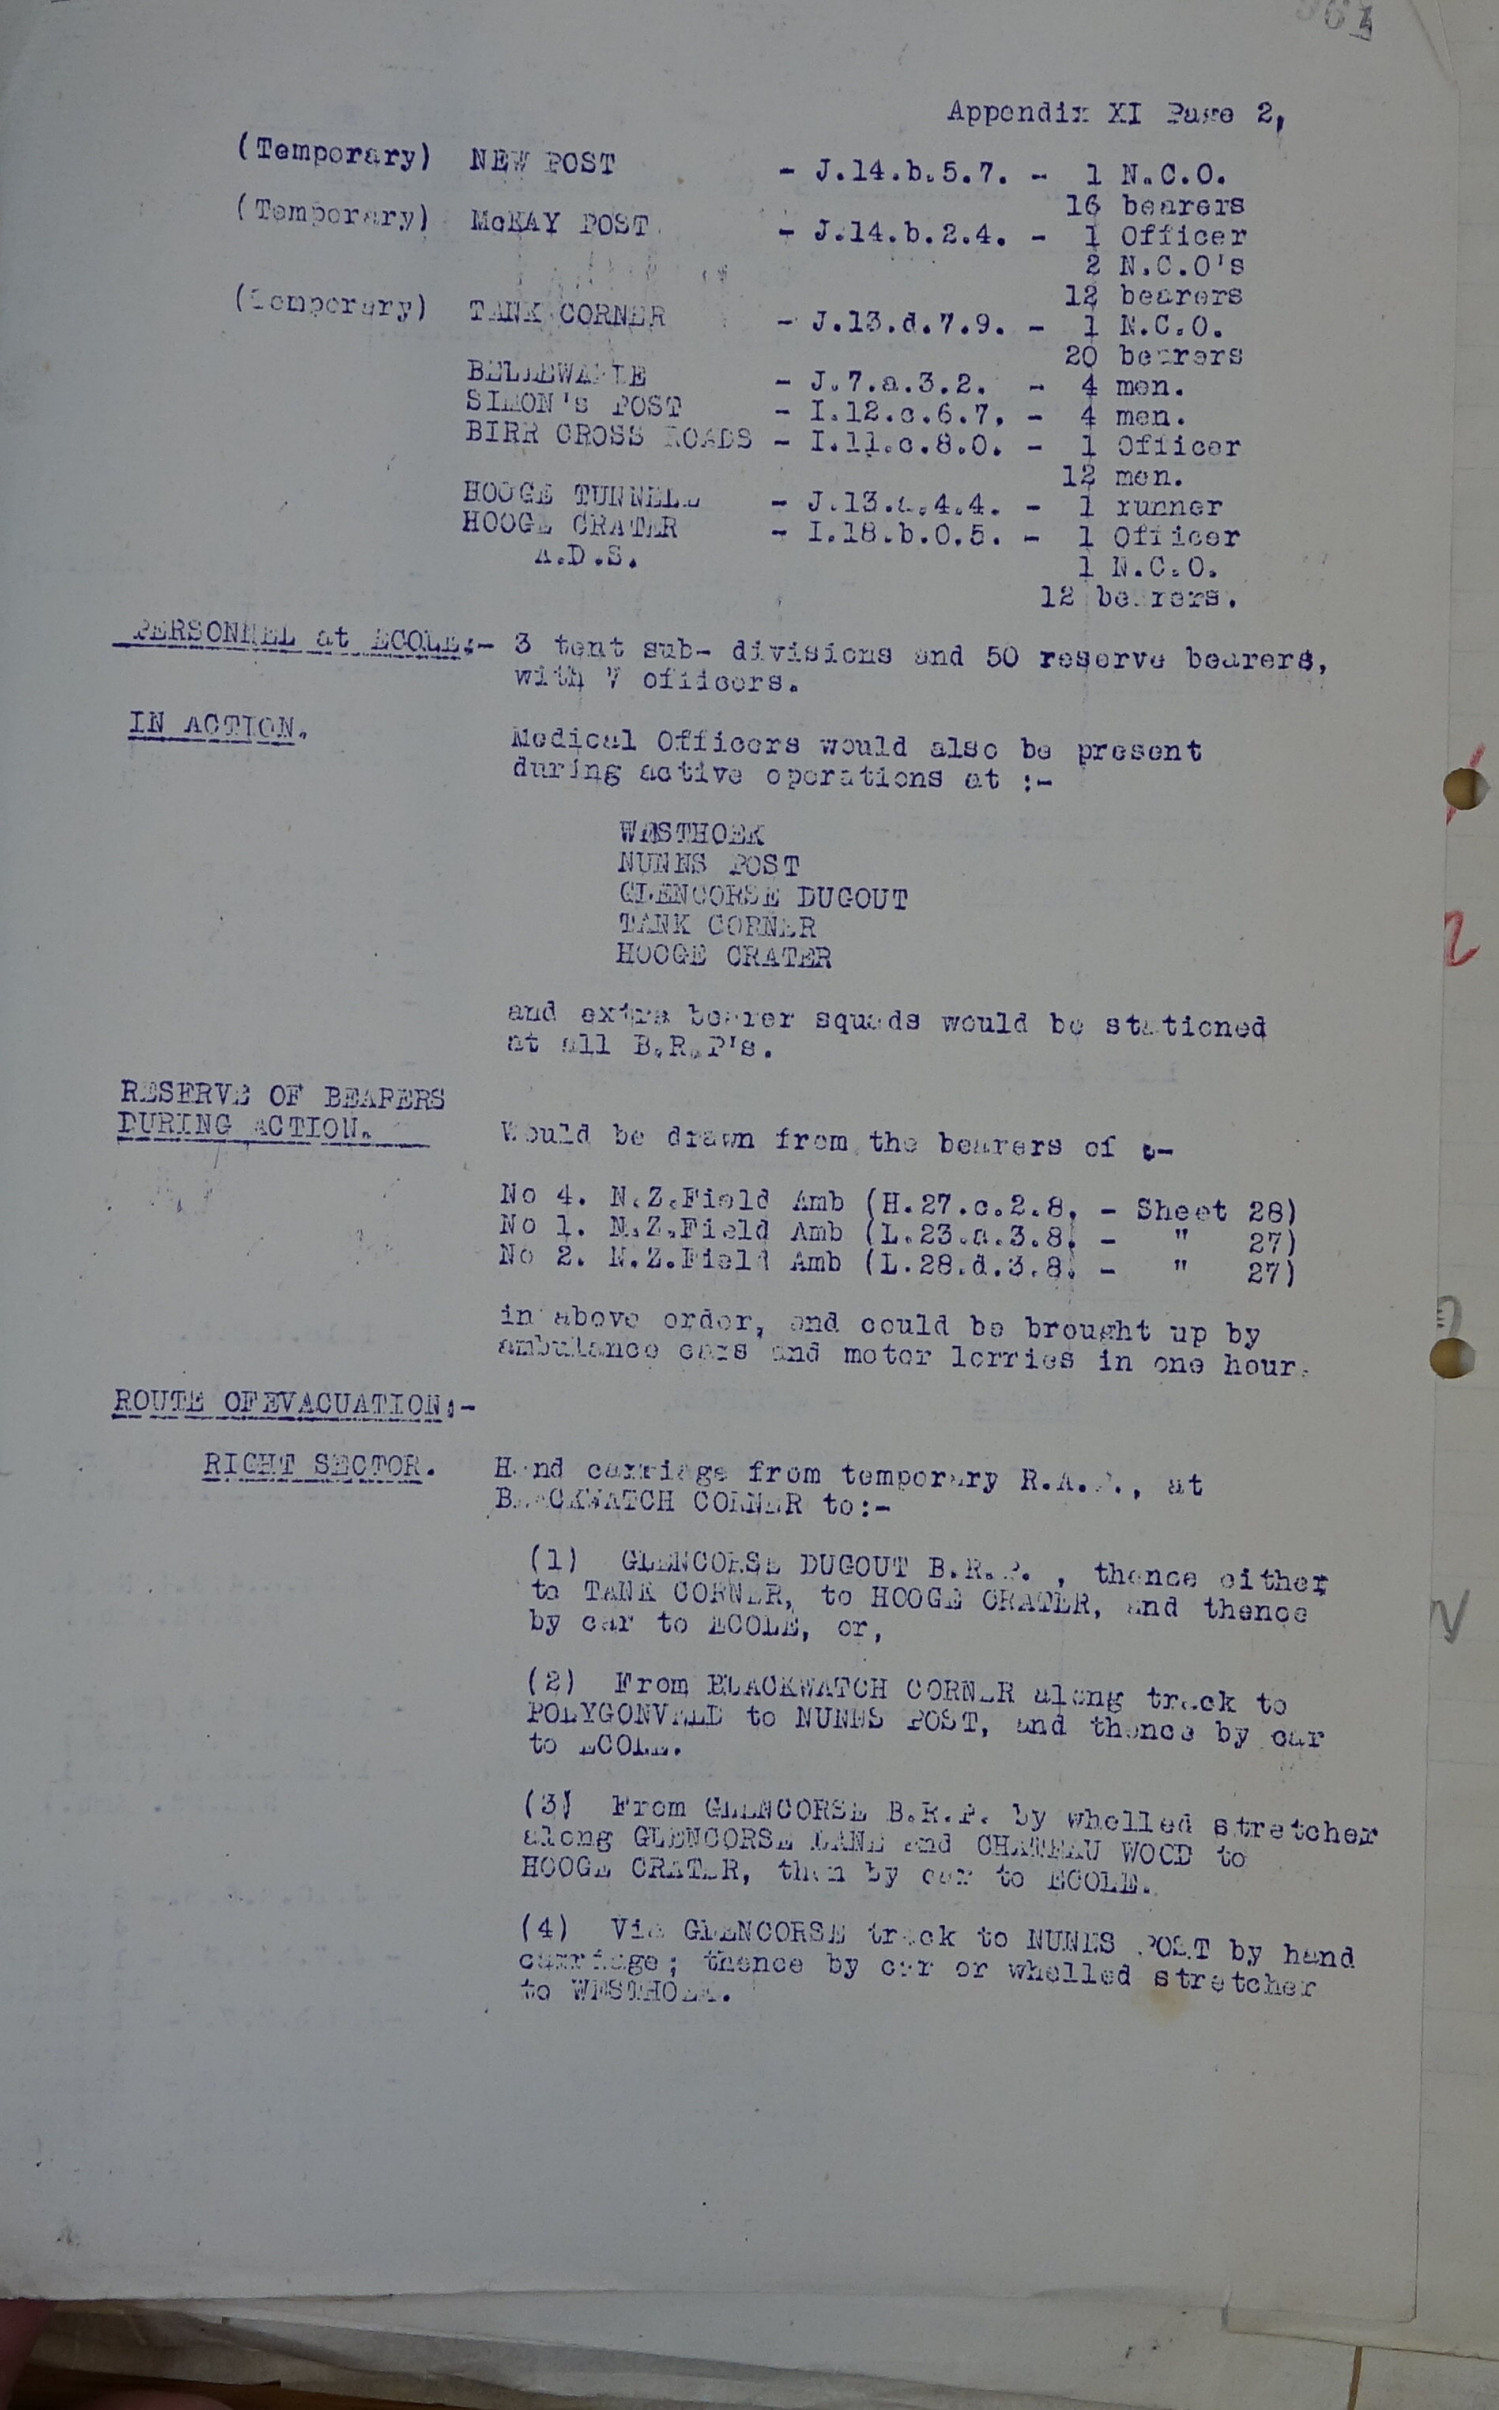 Appendix XI Page 2,
(Temporary) NEW POST - J.14.b.5.7. - 1 N.C.O.
16 bearers
(Temporary) McKAY POST - J.14.b.2.4. - 1 Officer
2 N.C.O's
12 bearers
(Temporary) TANK CORNER - J.13.d.7.9. - 1 N.C.O.
20 bearers
BELLEWARDE - J.7.a.3.2. - 4 men.
SIMON's POST - I.12.c.6.7. - 4 men.
BIRR CROSS ROADS - I.11.c.8.0. - 1 Officer
12 men.
HOOGE TUNNELL - J.13.a.4.4. - 1 runner
HOOGE CRATER - I.18.b.0.5. - 1 Officer
A.D.S. 1 N.C.O.
12 bearers.
PERSONNEL at ECOLE:- 3 tent sub- divisions and 50 reserve bearers,
with 7 officers.
IN ACTION. Medical Officers would also be present
during active operations at :-
WESTHOEK
NUNNS POST
GLENCORSE DUGOUT
TANK CORNER
HOOGE CRATER
and extra bearer squads would be stationed
at all B.R.P's.
RESERVE OF BEARERS
DURING ACTION. Would be drawn from the bearers of :-
No 4. N.Z.Field Amb (H.27.c.2.8. - Sheet 28)
No 1. N.Z.Field Amb (L.23.a.3.8. - " 27)
No 2. N.Z.Field Amb (L.28.d.3.8. - " 27)
in above order, and could be brought up by
ambulance cars and motor lorries in one hour.
ROUTE OF EVACUATION:-
RIGHT SECTOR. Hand carriage from temporary R.A.P., at
BLACKWATCH CORNER to:-
(1) GLENCORSE DUGOUT B.R.P. , thence either
to TANK CORNER, to HOOGE CRATER, and thence
by car to ECOLE, or,
(2) From BLACKWATCH CORNER along track to
POLYGONVELD to NUNNS POST, and thence by car
to ECOLE.
(3) From GLENCORSE B.R.P. by whelled stretcher
along GLENCORSE LANE and CHATEAU WOOD to
HOOGE CRATER, then by car to ECOLE.
(4) Via GLENCORSE track to NUNNS POST by hand
carriage; thence by car or whelled stretcher
to WESTHOEK.